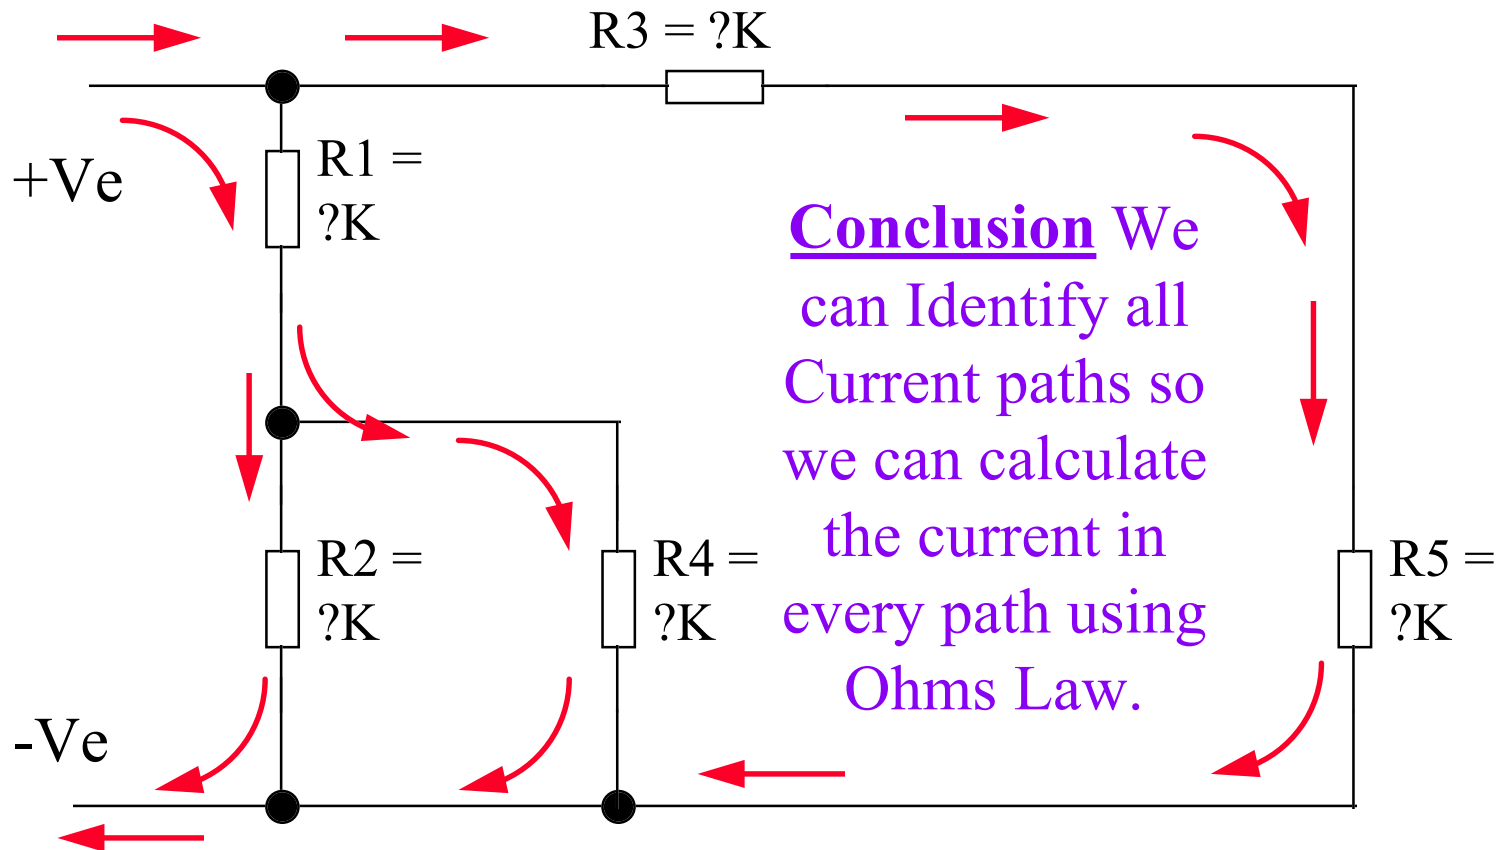 R3 = ?K
R1 =
?K
+Ve
Conclusion We
can Identify all
Current paths so
we can calculate
the current in
every path using
Ohms Law.
R2 =
?K
R4 =
?K
R5 =
?K
-Ve